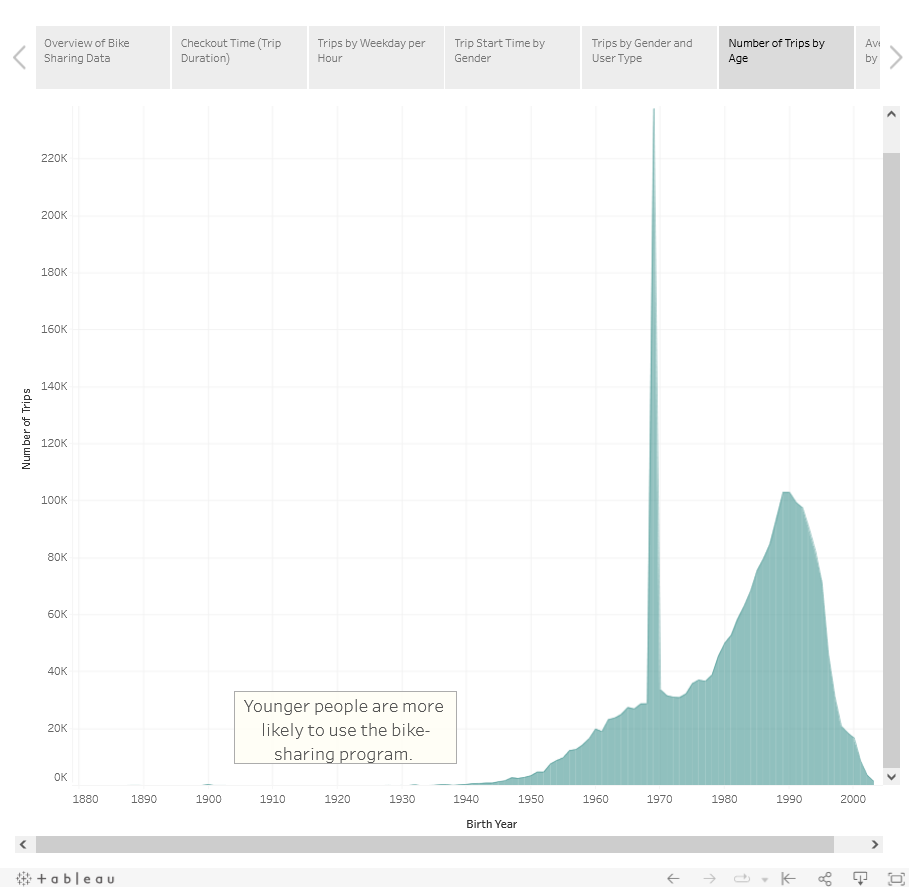 Overview of Bike
Sharing Data
Checkout Time (Trip
Duration)
Trips by Weekday per
Hour
Trip Start Time by
Gender
Trips by Gender and
User Type
Number of Trips by
Age
Ave
by
220K
200K
180K
160K
140K
120K
100K
80K
60K
40K
20K
0K
Number of Trips
Younger people are more
likely to use the bike-
sharing program.
1880 1890 1900 1910 1920 1930 1940 1950 1960 1970 1980 1990 2000
Birth Year
+ a b l e a u